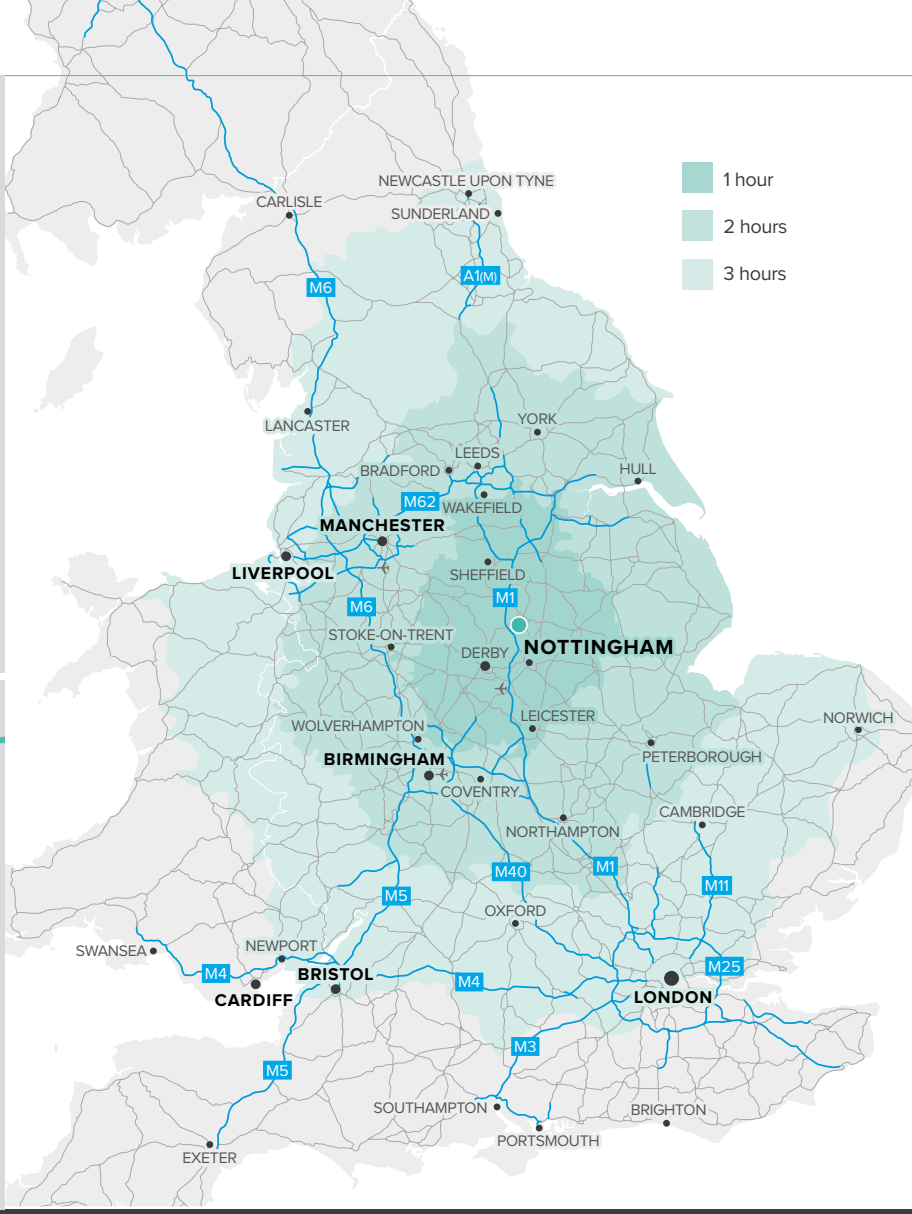 1 hour
2 hours
3 hours
NEWCASTLE UPON TYNE
CARLISLE
SUNDERLAND
A1(M)
M6
LANCASTER
YORK
LEEDS
BRADFORD
HULL
M62
WAKEFIELD
MANCHESTER
LIVERPOOL
SHEFFIELD
M1
M6
STOKE-ON-TRENT
NOTTINGHAM
DERBY
LEICESTER
NORWICH
WOLVERHAMPTON
PETERBOROUGH
BIRMINGHAM
COVENTRY
CAMBRIDGE
NORTHAMPTON
M40
M1
M11
M5
OXFORD
SWANSEA
NEWPORT
M25
M4
BRISTOL
M4
CARDIFF
LONDON
M3
M5
SOUTHAMPTON
BRIGHTON
PORTSMOUTH
EXETER